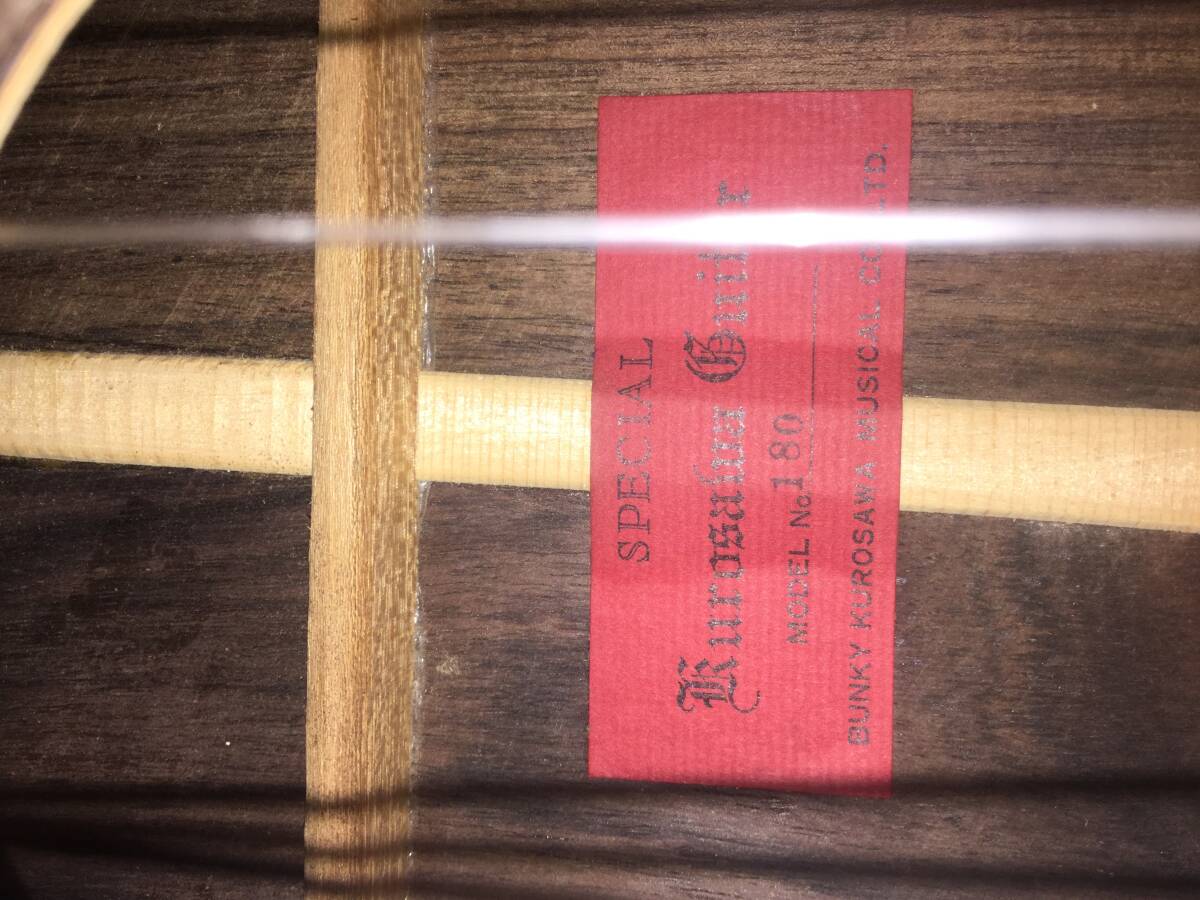 SPECIAL
Kurosawa Guitar
MODEL No. 180
BUNKY KUROSAWA MUSICAL CO. LTD.